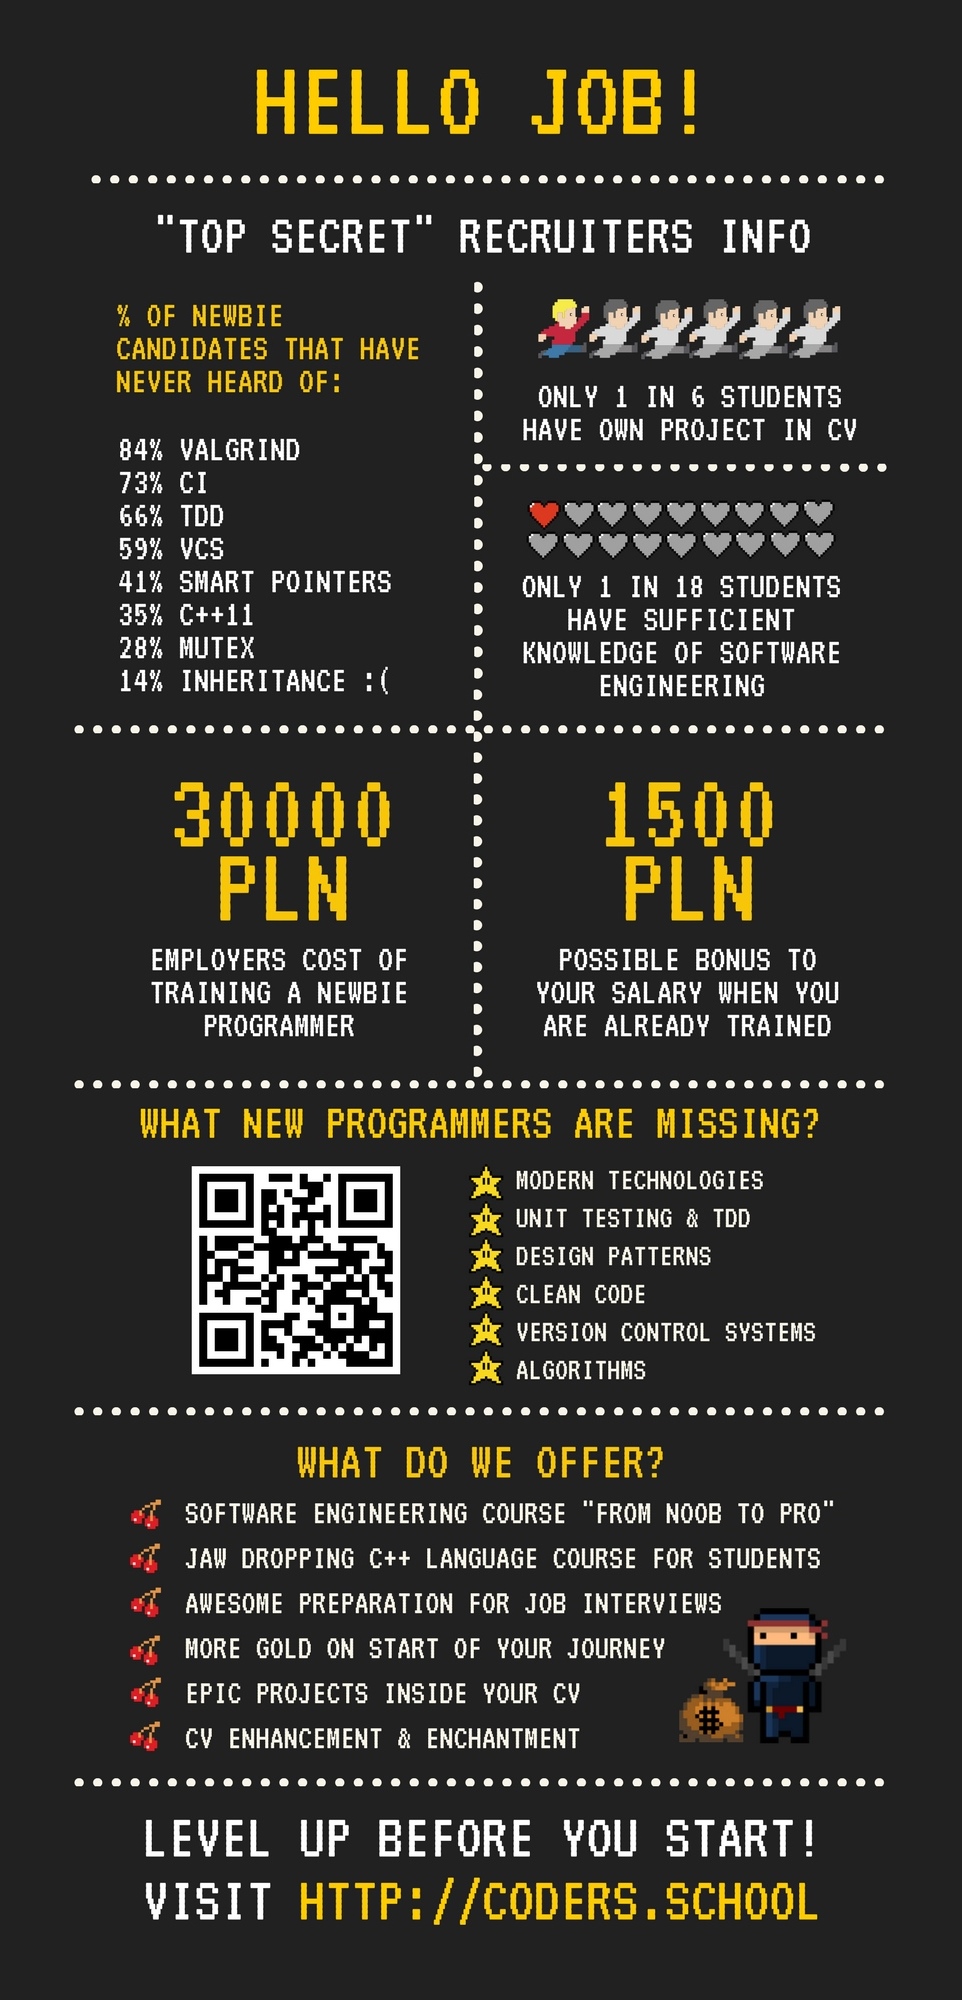 HELLO JOB!
"TOP SECRET" RECRUITERS INFO
% OF NEWBIE
CANDIDATES THAT HAVE
NEVER HEARD OF:
84% VALGRIND
73% CI
66% TDD
59% VCS
41% SMART POINTERS
35% C++11
28% MUTEX
14% INHERITANCE :(
ONLY 1 IN 6 STUDENTS
HAVE OWN PROJECT IN CV
ONLY 1 IN 18 STUDENTS
HAVE SUFFICIENT
KNOWLEDGE OF SOFTWARE
ENGINEERING
30000
PLN
EMPLOYERS COST OF
TRAINING A NEWBIE
PROGRAMMER
1500
PLN
POSSIBLE BONUS TO
YOUR SALARY WHEN YOU
ARE ALREADY TRAINED
WHAT NEW PROGRAMMERS ARE MISSING?
MODERN TECHNOLOGIES
UNIT TESTING & TDD
DESIGN PATTERNS
CLEAN CODE
VERSION CONTROL SYSTEMS
ALGORITHMS
WHAT DO WE OFFER?
SOFTWARE ENGINEERING COURSE "FROM NOOB TO PRO"
JAW DROPPING C++ LANGUAGE COURSE FOR STUDENTS
AWESOME PREPARATION FOR JOB INTERVIEWS
MORE GOLD ON START OF YOUR JOURNEY
EPIC PROJECTS INSIDE YOUR CV
CV ENHANCEMENT & ENCHANTMENT
LEVEL UP BEFORE YOU START!
VISIT HTTP://CODERS.SCHOOL